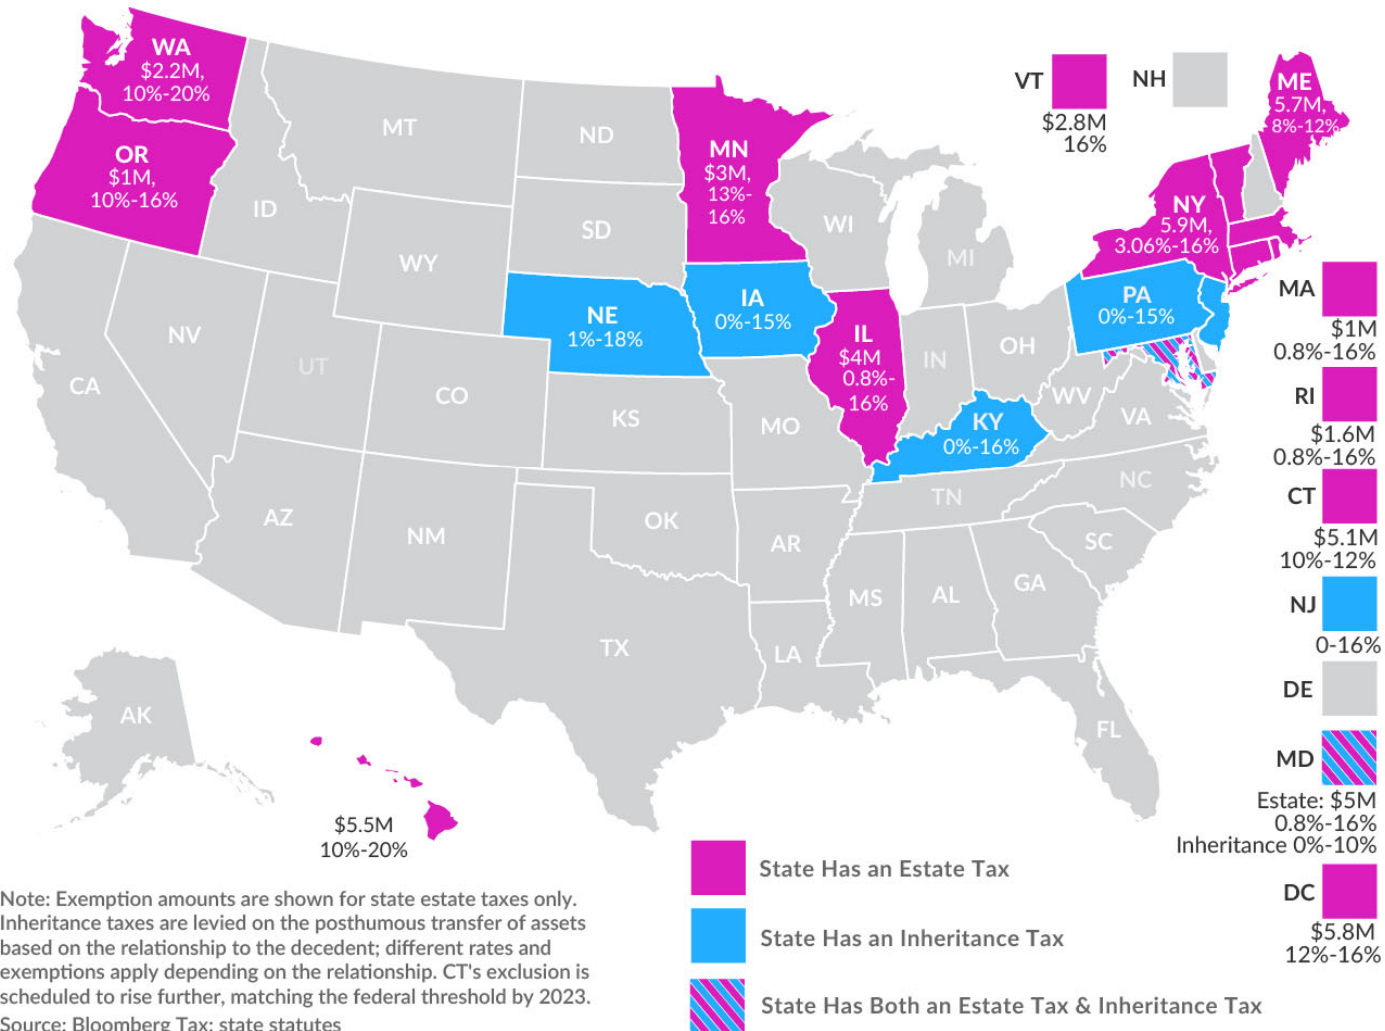 WA
$2.2M,
10%-20%
OR
$1M,
10%-16%
MT
ID
WY
ND
SD
MN
$3M,
13%-
16%
WI
MI
VT
$2.8M
16%
NH
ME
5.7M,
8%-12%
NY
5.9M,
3.06%-16%
NV
UT
CA
CO
NE
1%-18%
IA
0%-15%
IL
$4M
0.8%-
16%
IN
OH
PA
0%-15%
KS
MO
KY
0%-16%
WV
VA
AZ
NM
OK
AR
TN
NC
SC
TX
LA
MS
AL
GA
FL
AK
$5.5M
10%-20%
MA
$1M
0.8%-16%
RI
$1.6M
0.8%-16%
CT
$5.1M
10%-12%
NJ
0-16%
DE
MD
Estate: $5M
0.8%-16%
Inheritance 0%-10%
DC
$5.8M
12%-16%
State Has an Estate Tax
State Has an Inheritance Tax
State Has Both an Estate Tax & Inheritance Tax
Note: Exemption amounts are shown for state estate taxes only.
Inheritance taxes are levied on the posthumous transfer of assets
based on the relationship to the decedent; different rates and
exemptions apply depending on the relationship. CT's exclusion is
scheduled to rise further, matching the federal threshold by 2023.
Source: Bloomberg Tax; state statutes